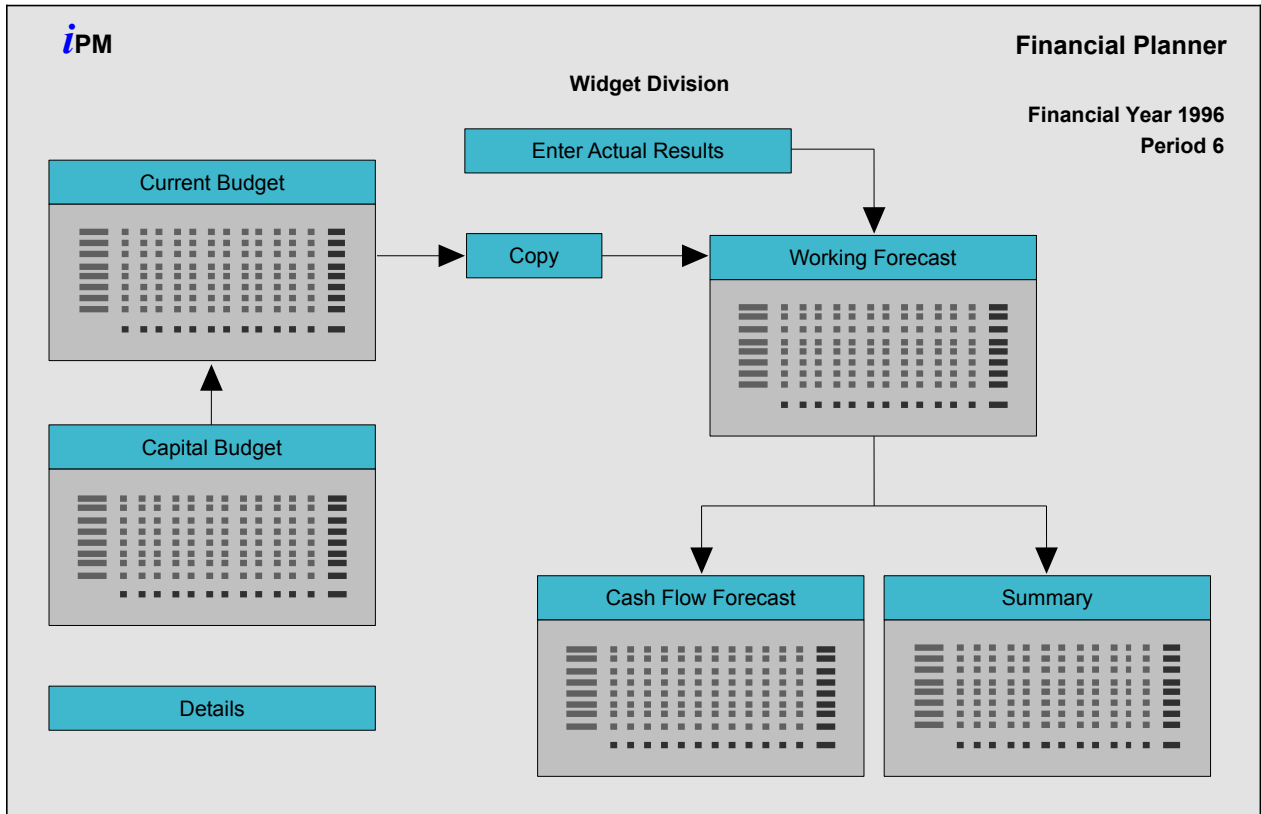 iPM
Financial Planner
Widget Division
Financial Year 1996
Period 6
Enter Actual Results
Current Budget
Copy
Working Forecast
Capital Budget
Cash Flow Forecast
Summary
Details